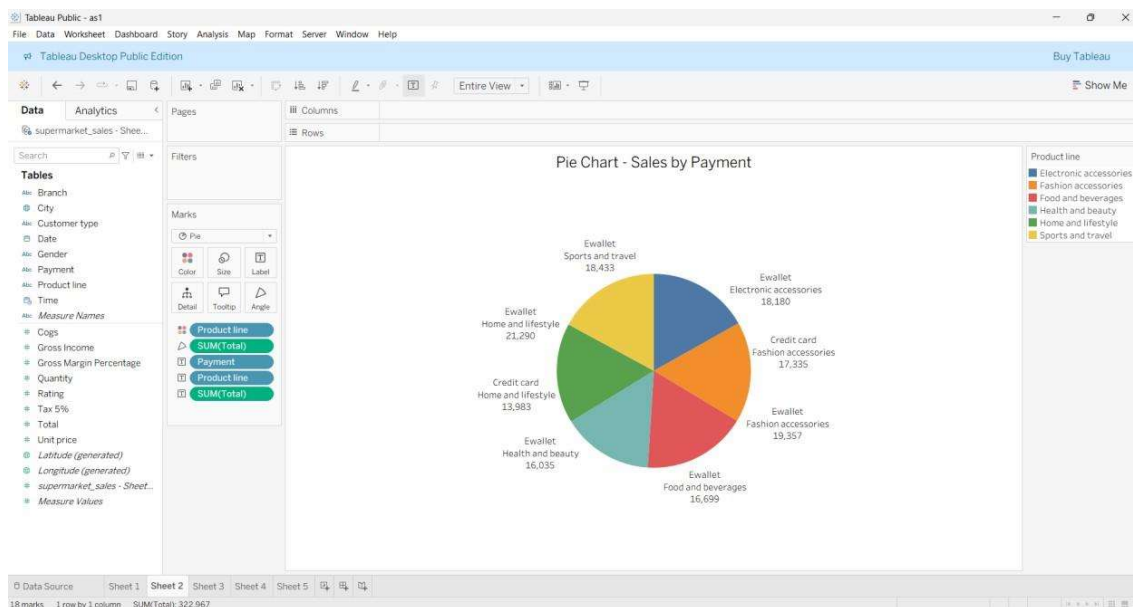 Tableau Public - as1
File Data Worksheet Dashboard Story Analysis Map Format Server Window Help
Tableau Desktop Public Edition
Buy Tableau
Entire View
Show Me
Data Analytics
supermarket_sales - Shee...
Search
Tables
Abc Branch
City
Abc Customer type
Date
Abc Gender
Abc Payment
Abc Product line
Time
Abc Measure Names
# Cogs
# Gross Income
# Gross Margin Percentage
# Quantity
# Rating
# Tax 5%
# Total
# Unit price
Latitude (generated)
Longitude (generated)
# supermarket_sales - Sheet...
# Measure Values
Pages
Filters
Marks
Pie
Color Size Label
Detail Tooltip Angle
Product line
SUM(Total)
T Payment
T Product line
T SUM(Total)
Columns
Rows
Pie Chart - Sales by Payment
Ewallet
Sports and travel
18,433
Ewallet
Electronic accessories
18,180
Ewallet
Home and lifestyle
21,290
Credit card
Fashion accessories
17,335
Credit card
Home and lifestyle
13,983
Ewallet
Fashion accessories
19,357
Ewallet
Health and beauty
16,035
Ewallet
Food and beverages
16,699
Product line
Electronic accessories
Fashion accessories
Food and beverages
Health and beauty
Home and lifestyle
Sports and travel
Data Source Sheet 1 Sheet 2 Sheet 3 Sheet 4 Sheet 5
18 marks 1 row by 1 column SUM(Total): 322,967